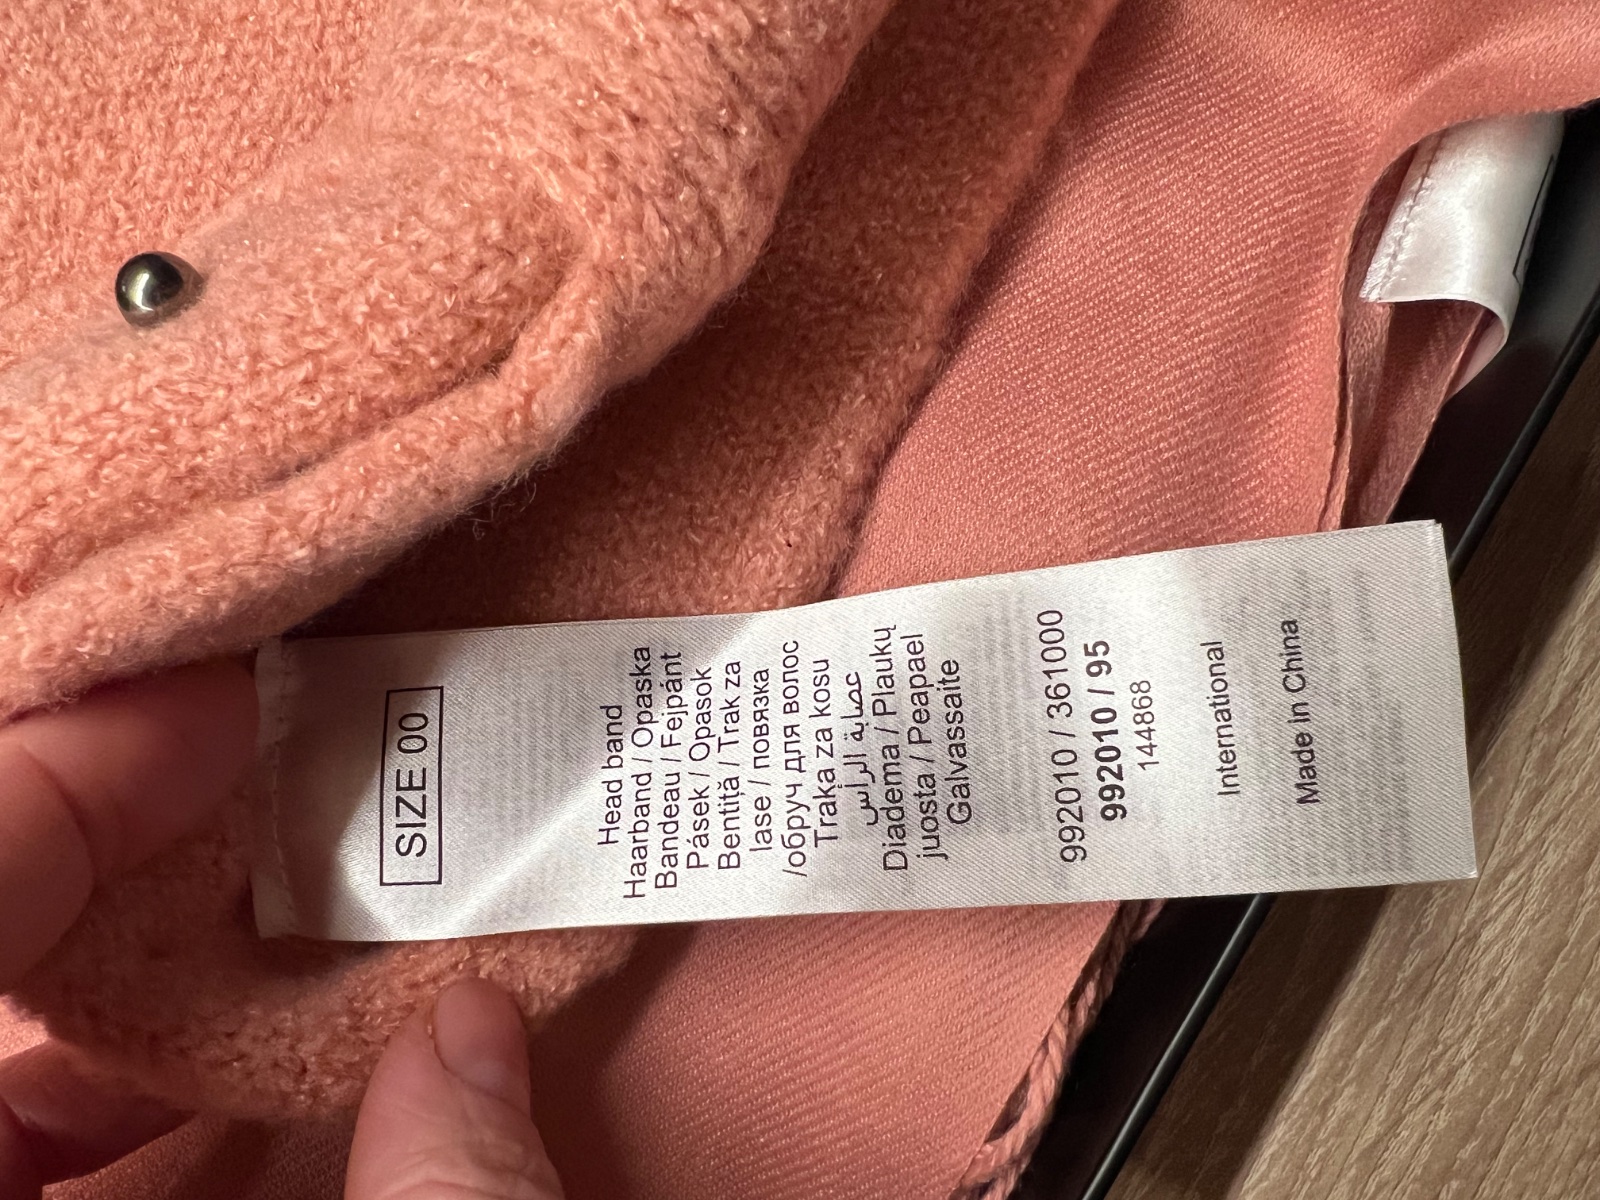 SIZE 00
Head band
Haarband / Opaska
Bandeau / Fejpánt
Pásek / Opasok
Bentiță / Trak za
lase / повязка
/обруч для волос
Traka za kosu
عصابة الرأس
Diadema / Plaukų
juosta / Peapael
Galvassaite
992010 / 361000
992010 / 95
144868
International
Made in China